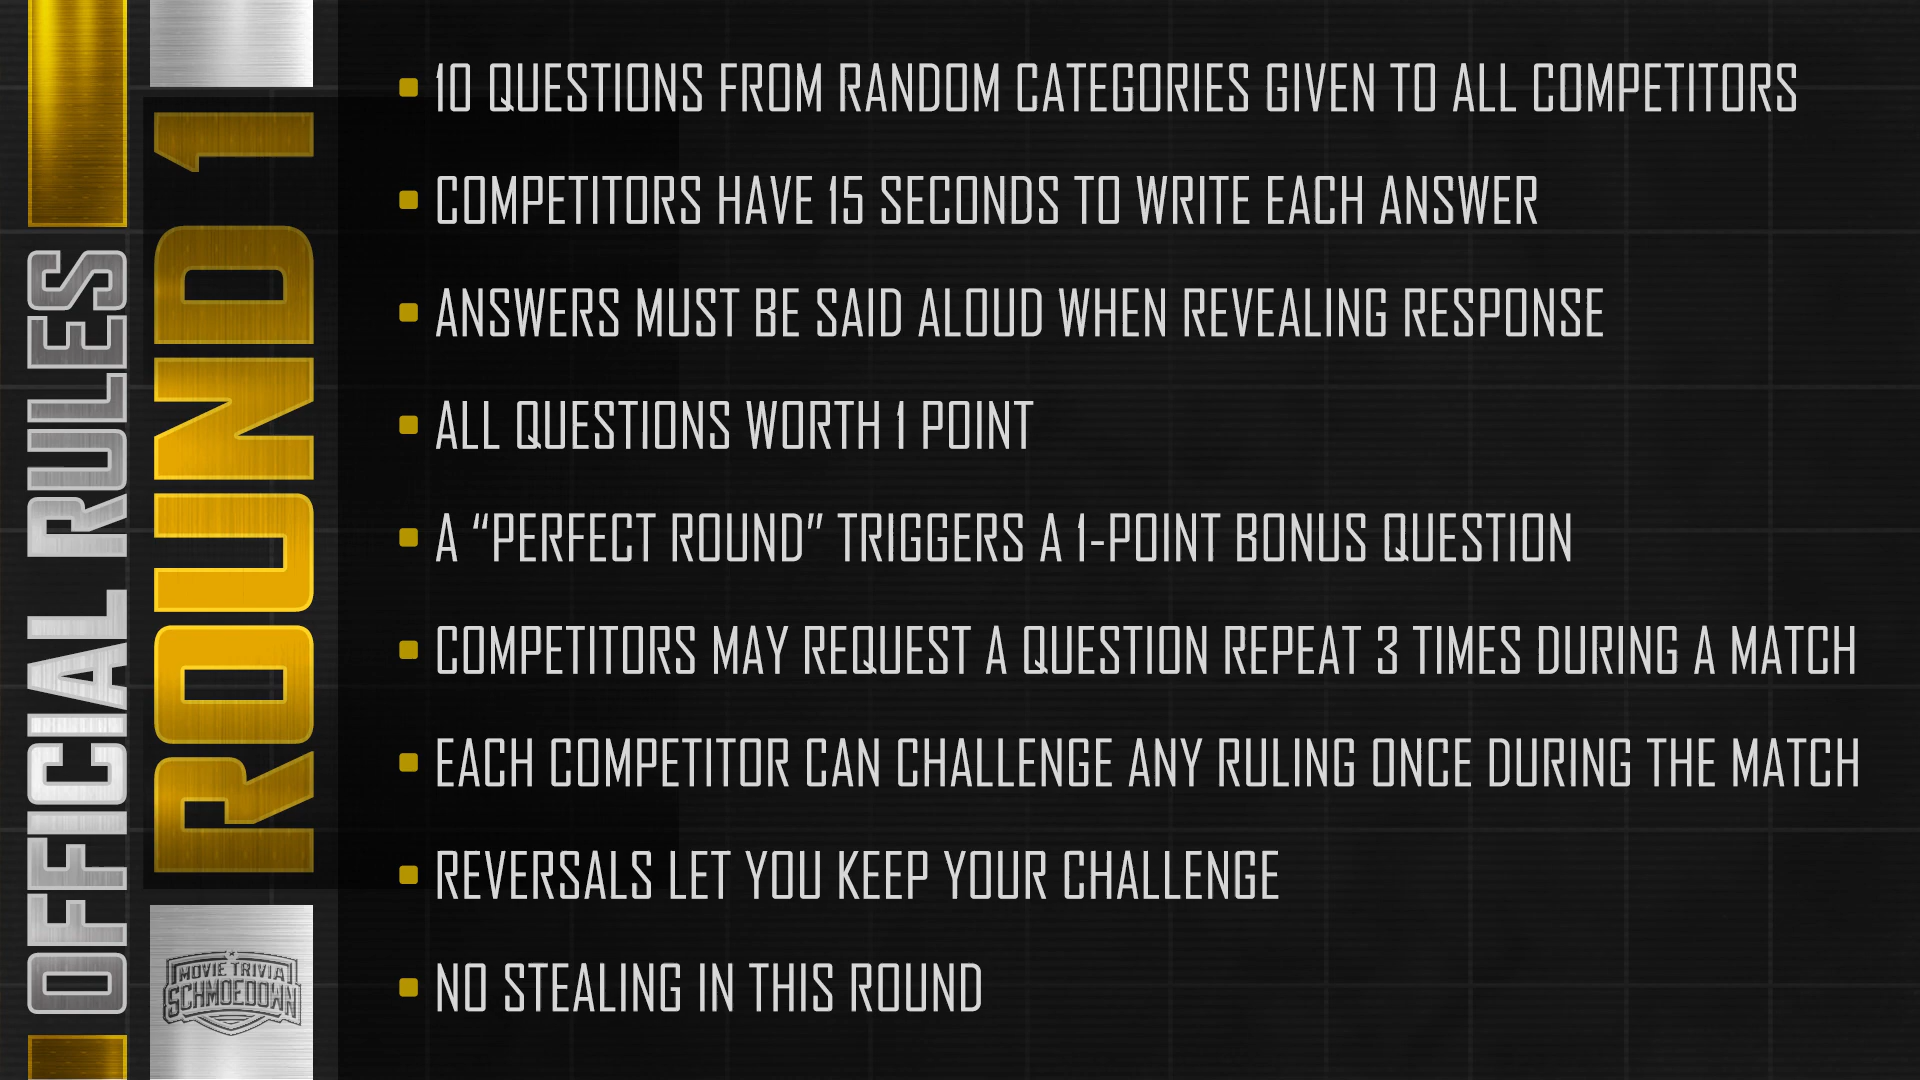 OFFICIAL RULES
ROUND 1
10 QUESTIONS FROM RANDOM CATEGORIES GIVEN TO ALL COMPETITORS
COMPETITORS HAVE 15 SECONDS TO WRITE EACH ANSWER
ANSWERS MUST BE SAID ALOUD WHEN REVEALING RESPONSE
ALL QUESTIONS WORTH 1 POINT
A “PERFECT ROUND” TRIGGERS A 1-POINT BONUS QUESTION
COMPETITORS MAY REQUEST A QUESTION REPEAT 3 TIMES DURING A MATCH
EACH COMPETITOR CAN CHALLENGE ANY RULING ONCE DURING THE MATCH
REVERSALS LET YOU KEEP YOUR CHALLENGE
NO STEALING IN THIS ROUND
MOVIE TRIVIA
SCHMOEDOWN